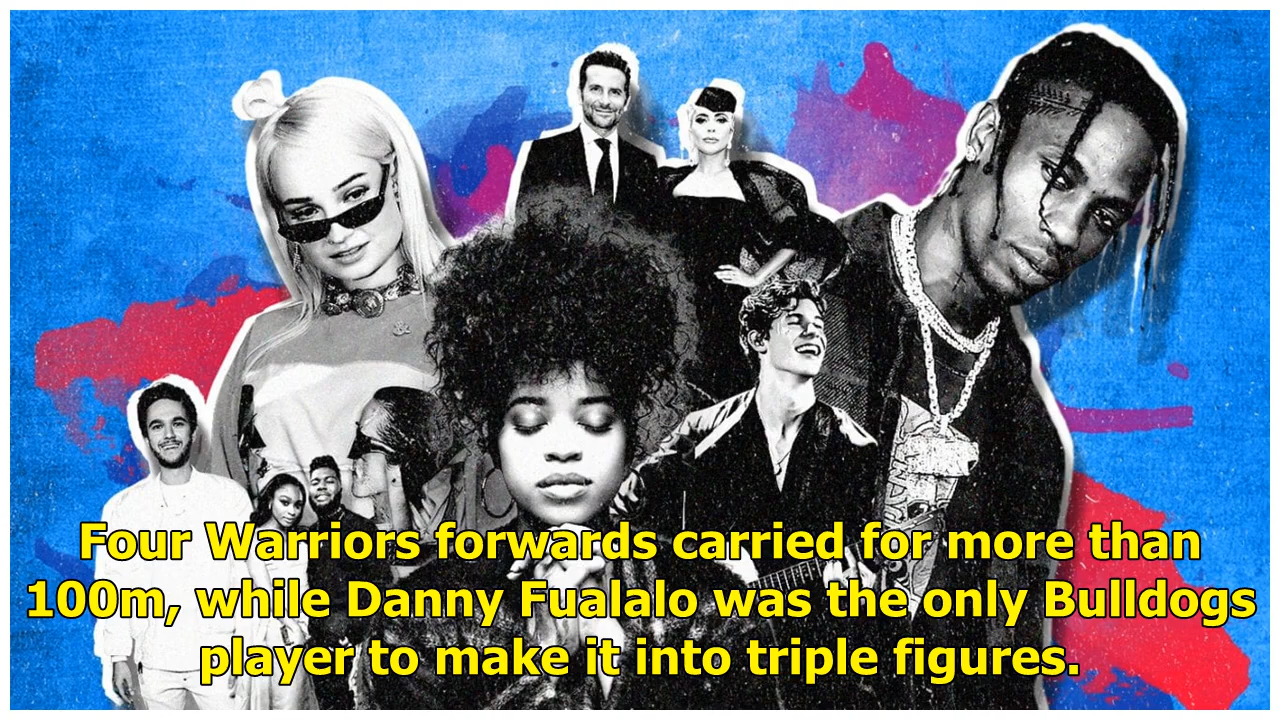 Four Warriors forwards carried for more than
100m, while Danny Fualalo was the only Bulldogs
player to make it into triple figures.